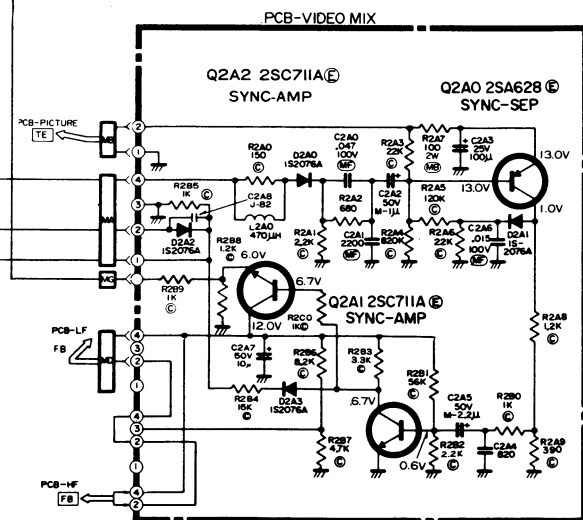 PCB-VIDEO MIX
Q2A2 2SC711A Ⓔ
SYNC-AMP
Q2A0 2SA628 Ⓔ
SYNC-SEP
PCB-PICTURE
TE
MB
2
1
R2A0
150
Ⓒ
D2A0
1S2076A
C2A0
.047
100V
MF
R2A3
22K
Ⓒ
R2A7
100
2W
MB
C2A3
25V
100μ
13.0V
13.0V
1.0V
MA
4
3
2
1
R2B5
1K
Ⓒ
C2A8
J-82
L2A0
470μH
D2A2
1S2076A
R2A2
680
C2A2
50V
M-1μ
R2A5
120K
Ⓒ
R2A1
2.2K
Ⓒ
C2A1
2200
MF
R2A4
820K
Ⓒ
R2A6
22K
Ⓒ
C2A6
.015
100V
MF
D2A1
1S-
2076A
MG
R2B9
1K
Ⓒ
R2B8
1.2K
Ⓒ
6.0V
6.7V
12.0V
R2C0
1KⒸ
Q2A1 2SC711A Ⓔ
SYNC-AMP
R2A8
1.2K
Ⓒ
PCB-LF
FB
MD
4
3
2
1
C2A7
50V
10μ
R2B6
8.2K
Ⓒ
R2B3
3.3K
Ⓒ
R2B4
15K
Ⓒ
D2A3
1S2076A
R2B1
56K
Ⓒ
6.7V
C2A5
50V
M-2.2μ
R2B0
1K
Ⓒ
4
3
2
1
R2B7
4.7K
Ⓒ
0.6V
R2B2
2.2K
Ⓒ
C2A4
820
R2A9
390
Ⓒ
PCB-HF
FB
4
2